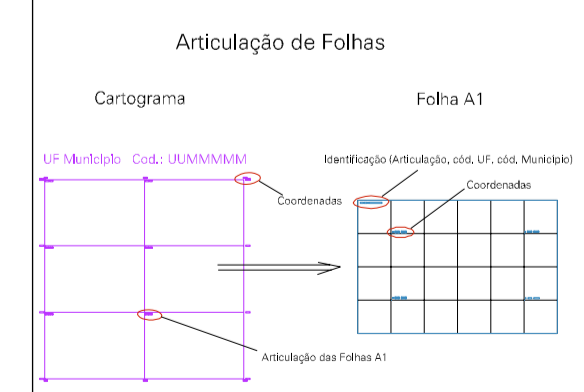 Articulação de Folhas
Cartograma
Folha A1
UF Município Cod.: UUMMMMM
Identificação (Articulação, cód. UF, cód. Município)
Coordenadas
Coordenadas
Articulação das Folhas A1